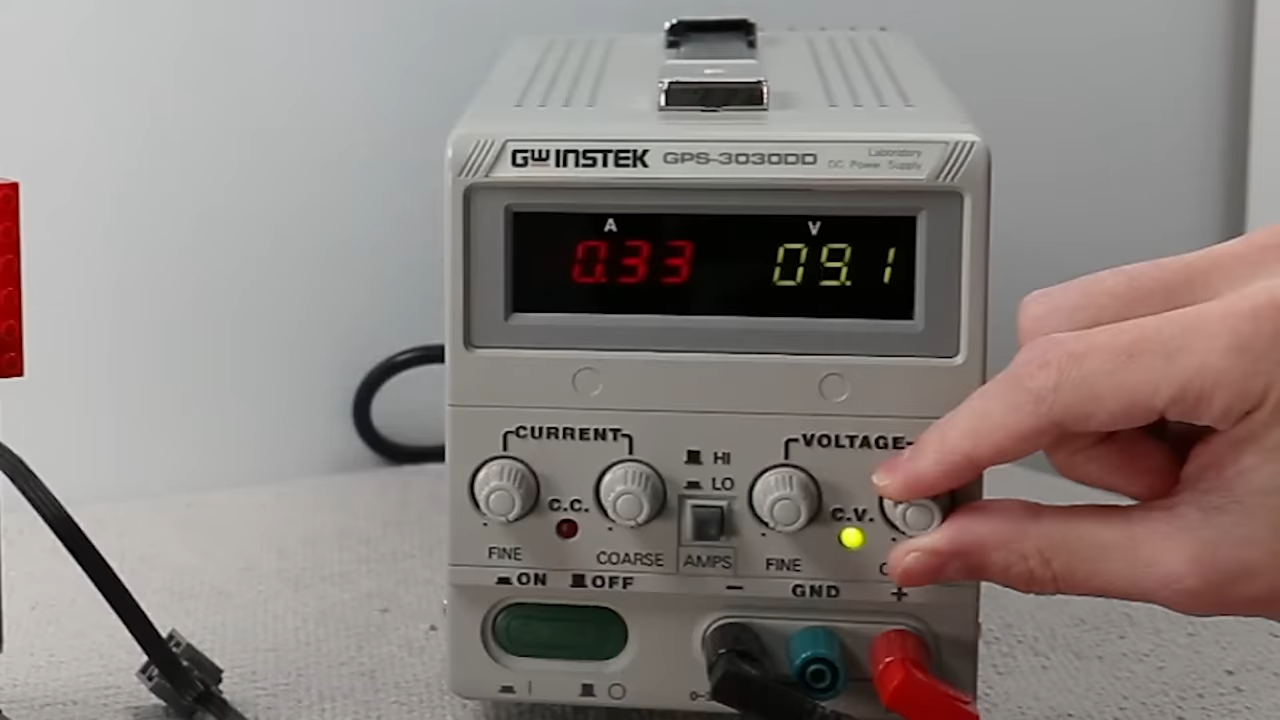 GW INSTEK GPS-3030DD Laboratory
DC Power Supply
A V
0.33 09.1
CURRENT VOLTAGE
HI
LO
C.C. C.V.
FINE COARSE AMPS FINE
ON OFF - GND +